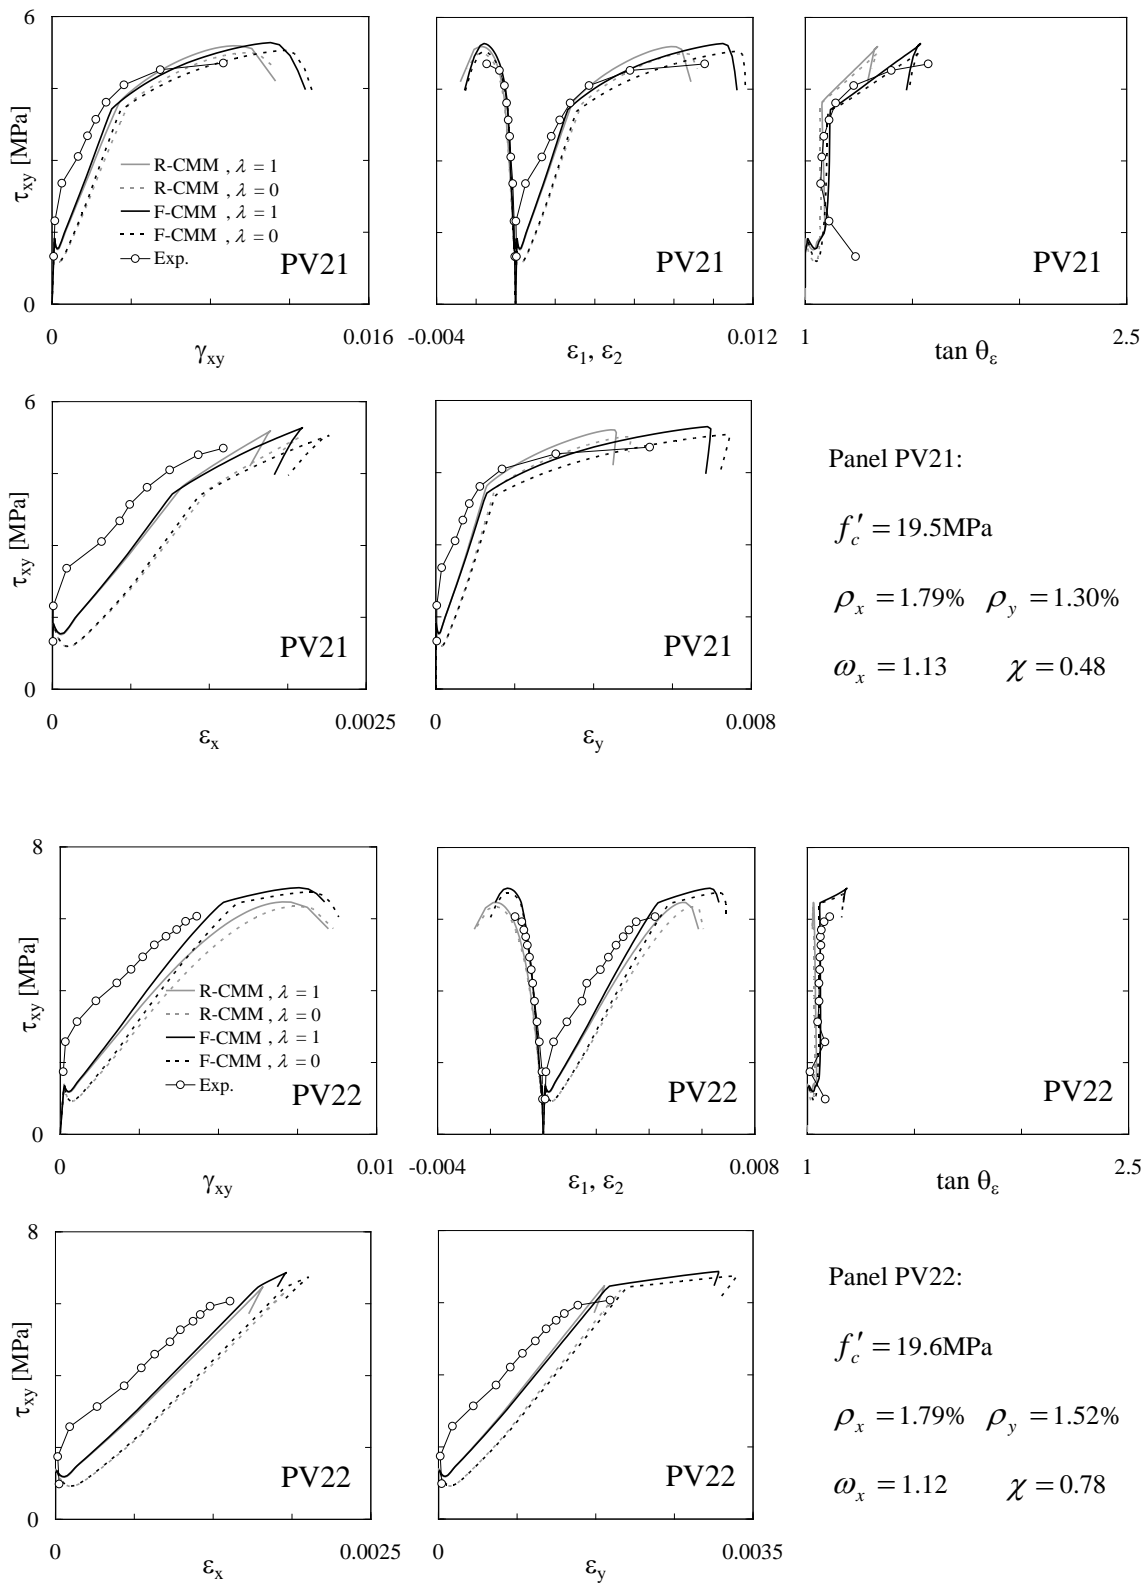 6
τxy [MPa]
R-CMM , λ = 1
R-CMM , λ = 0
F-CMM , λ = 1
F-CMM , λ = 0
Exp.
PV21
PV21
PV21
0
0
0.016
γxy
-0.004
0.012
ε1, ε2
1
2.5
tan θε
6
τxy [MPa]
PV21
PV21
0
0
0.0025
εx
0
0.008
εy
Panel PV21:
fc′ = 19.5MPa
ρx = 1.79% ρy = 1.30%
ωx = 1.13 χ = 0.48
8
τxy [MPa]
R-CMM , λ = 1
R-CMM , λ = 0
F-CMM , λ = 1
F-CMM , λ = 0
Exp.
PV22
PV22
PV22
0
0
0.01
γxy
-0.004
0.008
ε1, ε2
1
2.5
tan θε
8
τxy [MPa]
PV22
PV22
0
0
0.0025
εx
0
0.0035
εy
Panel PV22:
fc′ = 19.6MPa
ρx = 1.79% ρy = 1.52%
ωx = 1.12 χ = 0.78